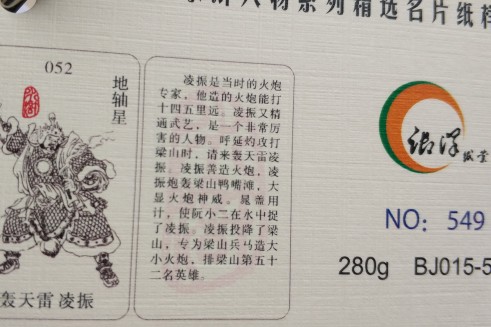 人物系列精选名片纸样
052
地轴星
轰天雷 凌振
凌振是当时的火炮
专家，他造的火炮能打
十四五里远。凌振又精
通武艺，是一个非常厉
害的人物。呼延灼攻打
梁山时，请来轰天雷凌
振。凌振善造火炮，凌
振炮轰梁山鸭嘴滩，大
显火炮神威。晁盖用
计，使阮小二在水中捉
了凌振。凌振投降了梁
山，专为梁山兵马造大
小火炮，排梁山第五十
二名英雄。
NO: 549
280g BJ015-5